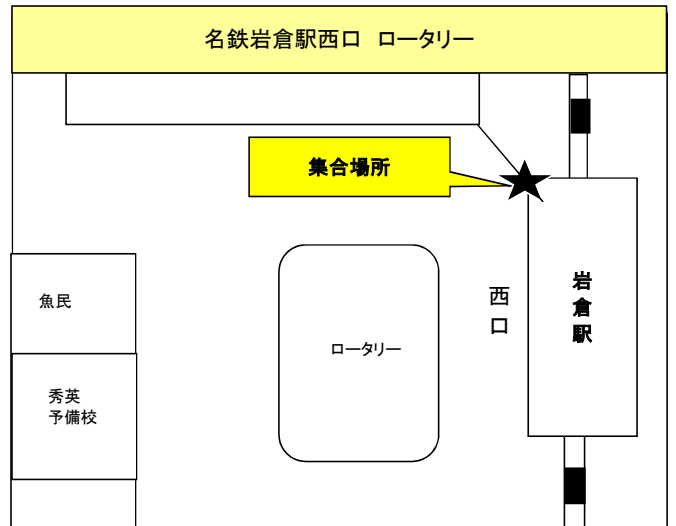 名鉄岩倉駅西口　ロータリー
集合場所
魚民
西口
岩倉駅
ロータリー
秀英
予備校